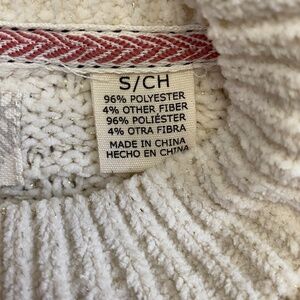 S/CH
96% POLYESTER
4% OTHER FIBER
96% POLIÉSTER
4% OTRA FIBRA
MADE IN CHINA
HECHO EN CHINA